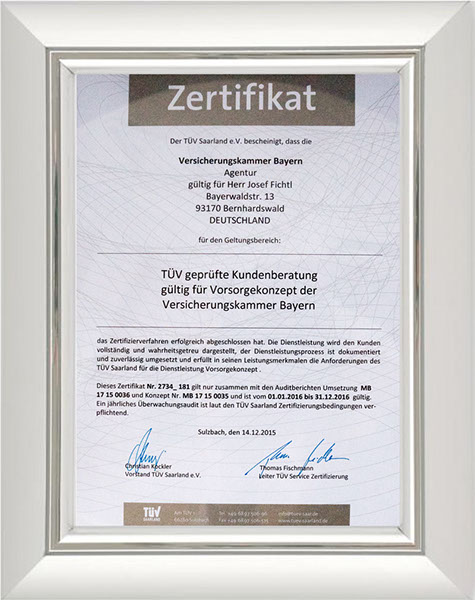 Zertifikat
Der TÜV Saarland e.V. bescheinigt, dass die
Versicherungskammer Bayern
Agentur
gültig für Herr Josef Fichtl
Bayerwaldstr. 13
93170 Bernhardswald
DEUTSCHLAND
für den Geltungsbereich:
TÜV geprüfte Kundenberatung
gültig für Vorsorgekonzept der
Versicherungskammer Bayern
das Zertifizierverfahren erfolgreich abgeschlossen hat. Die Dienstleistung wird den Kunden
vollständig und wahrheitsgetreu dargestellt, der Dienstleistungsprozess ist dokumentiert
und zuverlässig umgesetzt und erfüllt in seinen Leistungsmerkmalen die Anforderungen des
TÜV Saarland für die Dienstleistung Vorsorgekonzept .
Dieses Zertifikat Nr. 2734_ 181 gilt nur zusammen mit den Auditberichten Umsetzung MB
17 15 0036 und Konzept Nr. MB 17 15 0035 und ist vom 01.01.2016 bis 31.12.2016 gültig.
Ein jährliches Überwachungsaudit ist laut den TÜV Saarland Zertifizierungsbedingungen ver-
pflichtend.
Sulzbach, den 14.12.2015
Christian Köckler
Vorstand TÜV Saarland e.V.
Thomas Fischmann
Leiter TÜV Service Zertifizierung
TÜV
SAARLAND